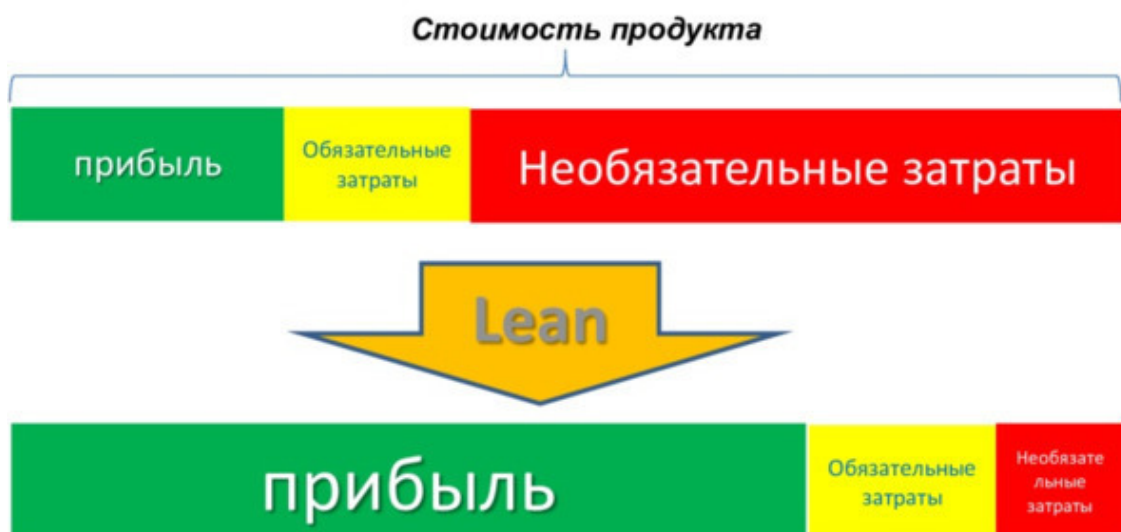 Стоимость продукта
прибыль
Обязательные
затраты
Необязательные затраты
Lean
прибыль
Обязательные
затраты
Необязате
льные
затраты